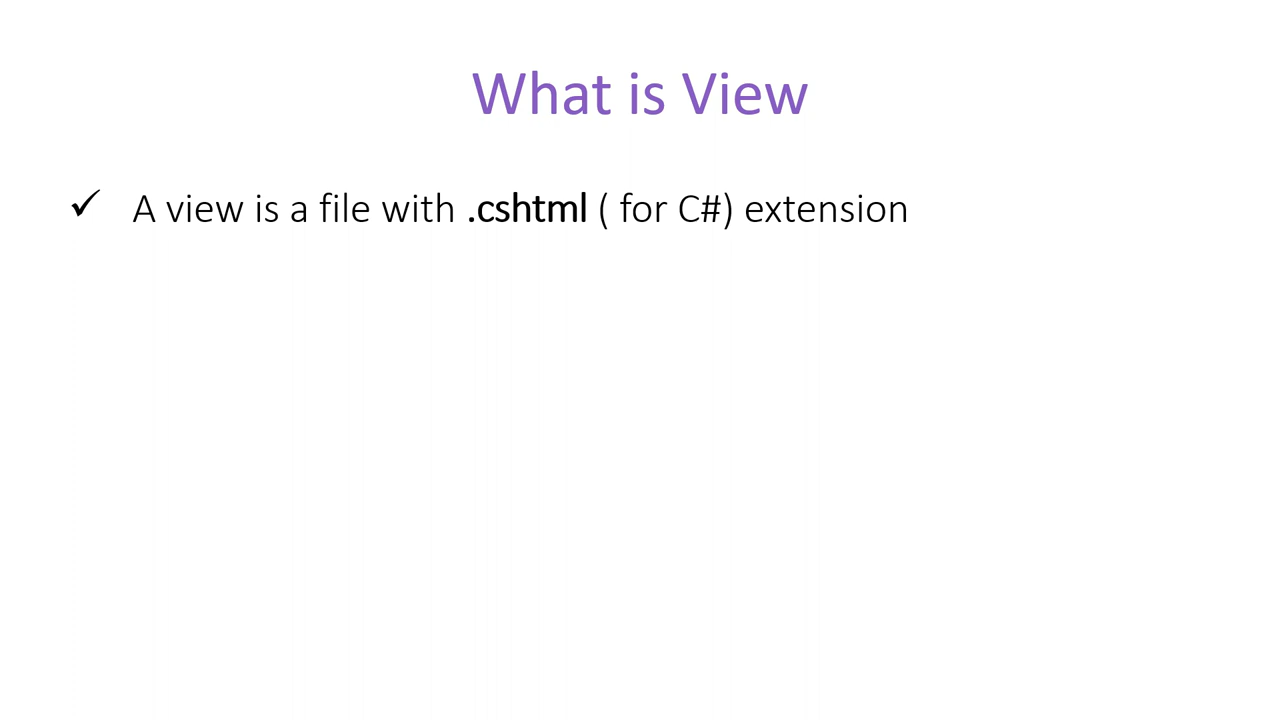 What is View
✓ A view is a file with .cshtml ( for C#) extension